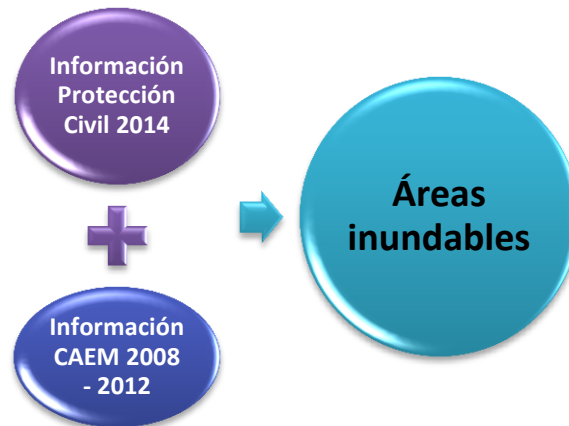 Información
Protección
Civil 2014
Información
CAEM 2008
- 2012
Áreas
inundables